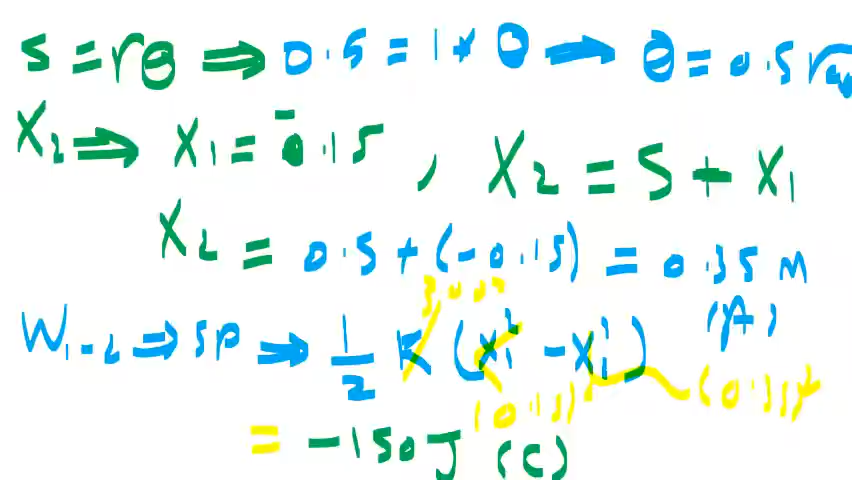 S = rθ ⇒ 0.5 = 1 * θ → θ = 0.5 rad
X₂ ⇒ X₁ = -0.15 , X₂ = S + X₁
X₂ = 0.5 + (-0.15) = 0.35 m
3000 (A)
W₁₋₂ ⇒ SP ⇒ 1/2 K (X₁² - X₂²)
(0.15)² (0.35)²
= -150 J (C)